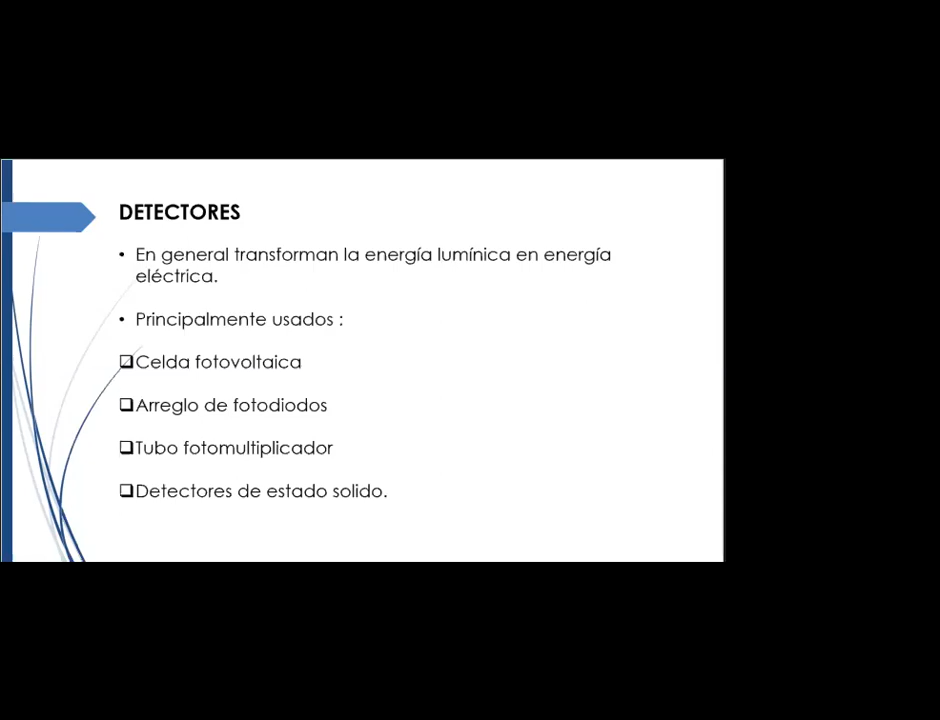 DETECTORES
• En general transforman la energía lumínica en energía
eléctrica.
• Principalmente usados :
❑Celda fotovoltaica
❑Arreglo de fotodiodos
❑Tubo fotomultiplicador
❑Detectores de estado solido.